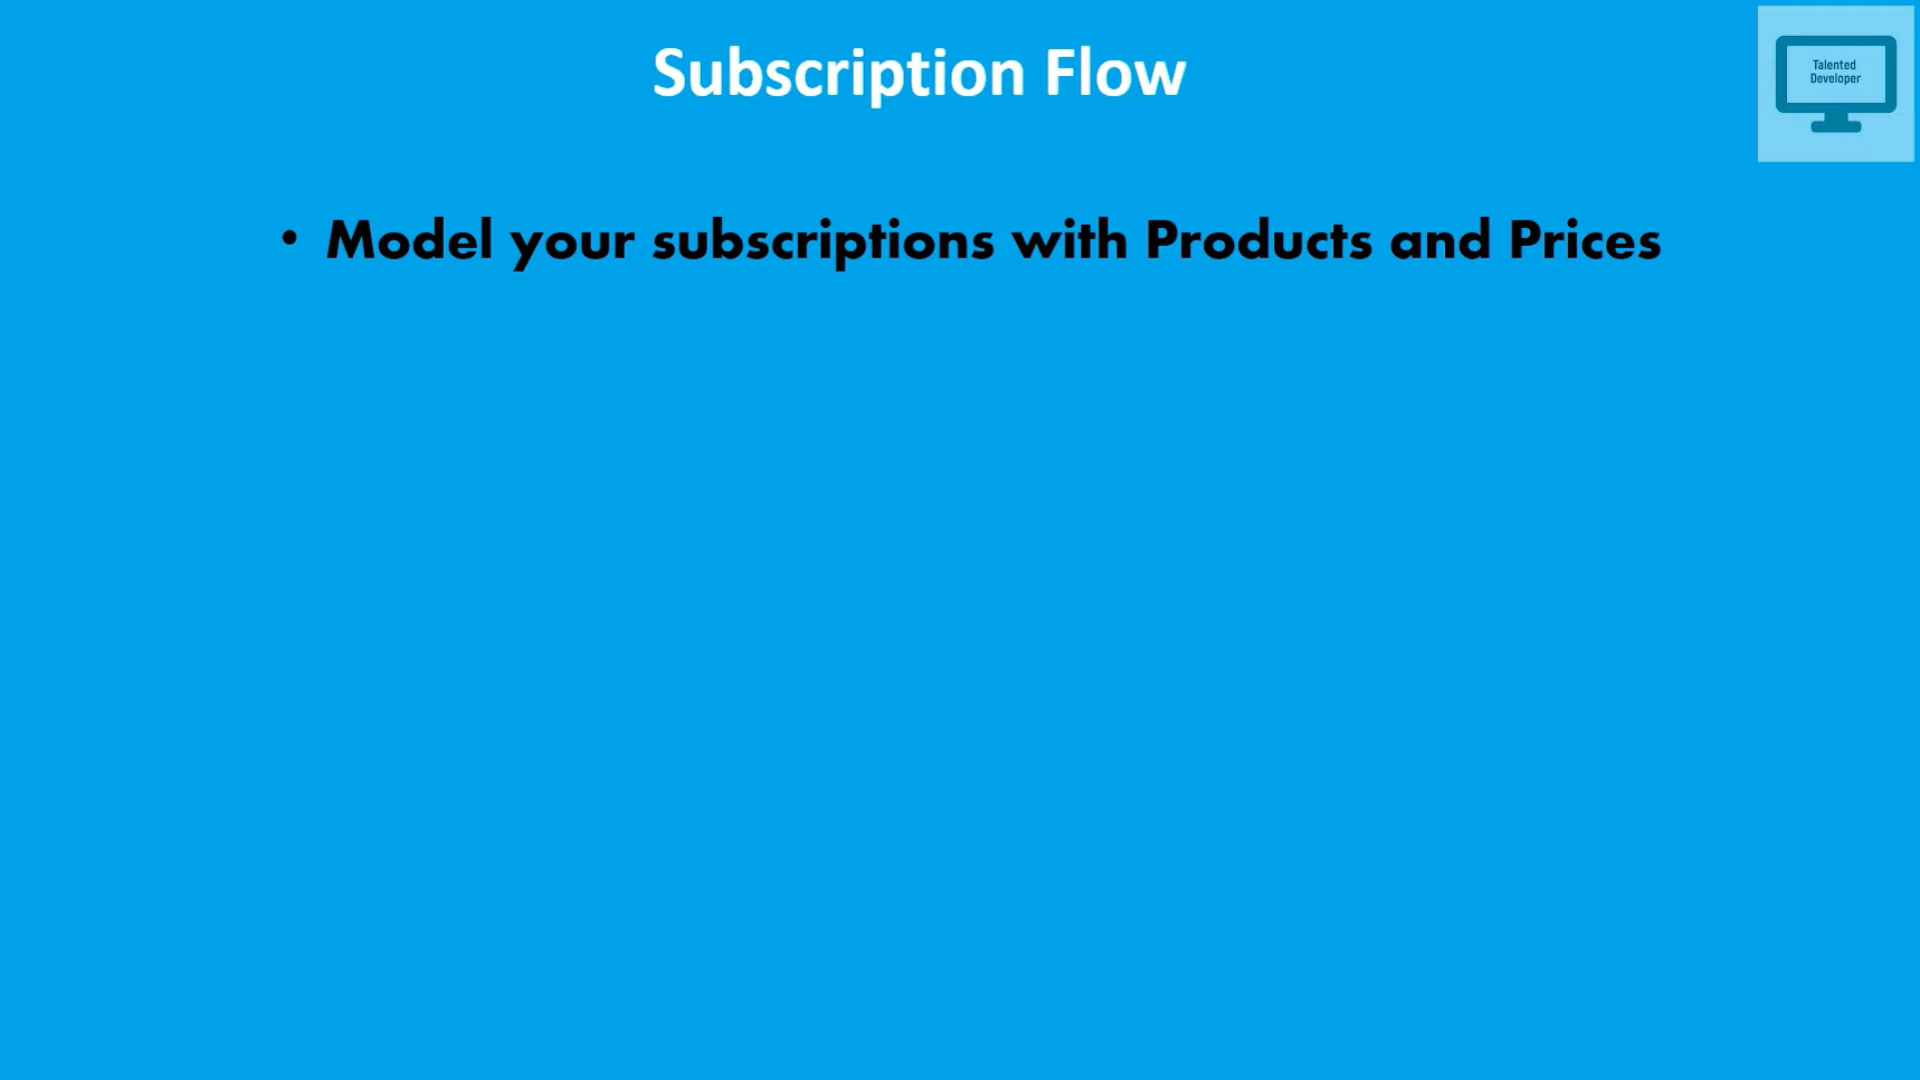 Subscription Flow
Talented
Developer
• Model your subscriptions with Products and Prices